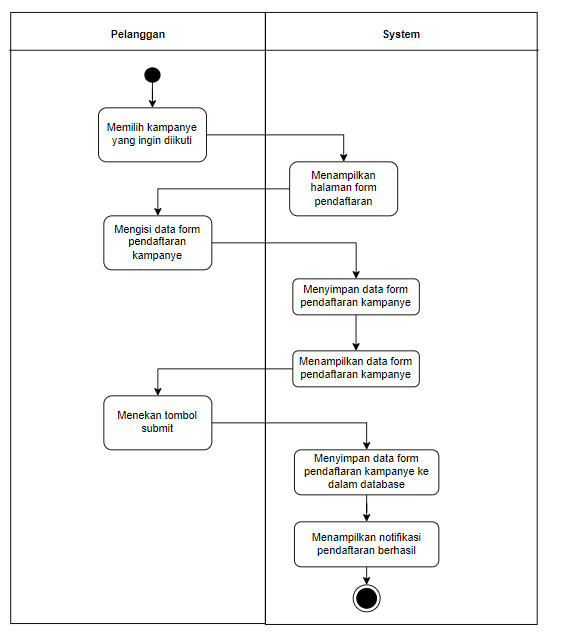 Pelanggan
System
Memilih kampanye
yang ingin diikuti
Menampilkan
halaman form
pendaftaran
Mengisi data form
pendaftaran
kampanye
Menyimpan data form
pendaftaran kampanye
Menampilkan data form
pendaftaran kampanye
Menekan tombol
submit
Menyimpan data form
pendaftaran kampanye ke
dalam database
Menampilkan notifikasi
pendaftaran berhasil